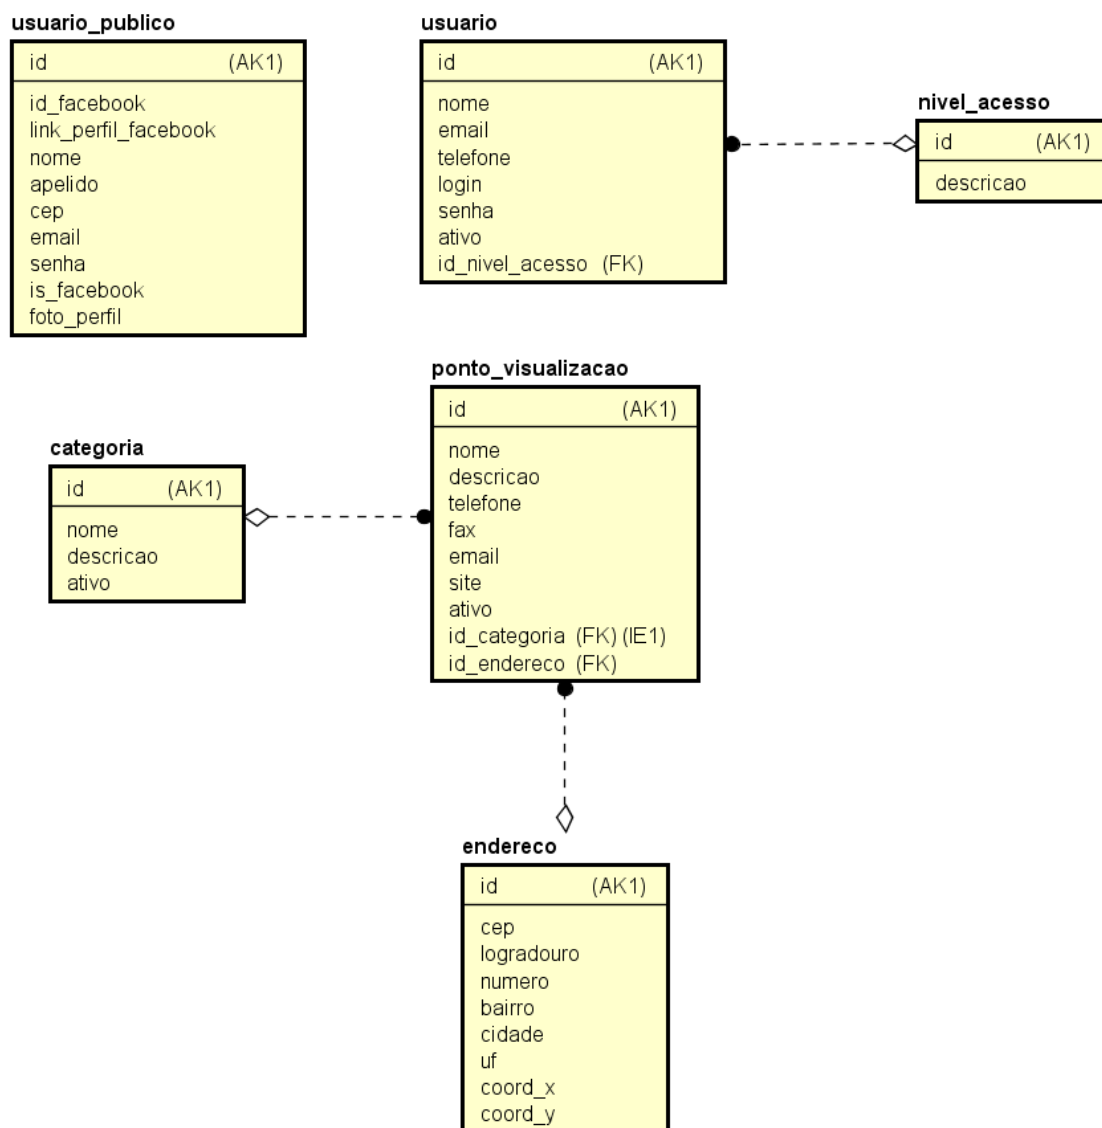 usuario_publico
id (AK1)
id_facebook
link_perfil_facebook
nome
apelido
cep
email
senha
is_facebook
foto_perfil
usuario
id (AK1)
nome
email
telefone
login
senha
ativo
id_nivel_acesso (FK)
nivel_acesso
id (AK1)
descricao
categoria
id (AK1)
nome
descricao
ativo
ponto_visualizacao
id (AK1)
nome
descricao
telefone
fax
email
site
ativo
id_categoria (FK) (IE1)
id_endereco (FK)
endereco
id (AK1)
cep
logradouro
numero
bairro
cidade
uf
coord_x
coord_y